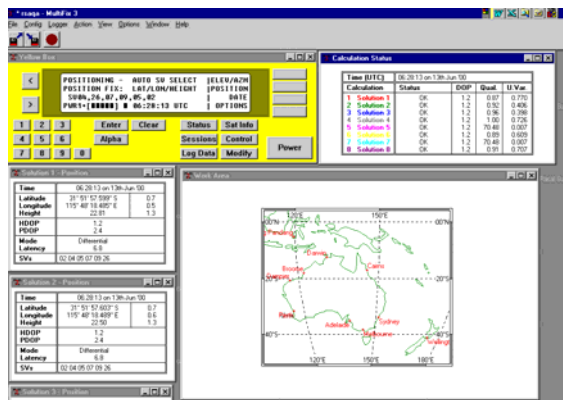 * rsaqa - MultiFix 3
File Config Logger Action View Options Window Help
Yellow Box
POSITIONING - AUTO SV SELECT |ELEV/AZM
POSITION FIX: LAT/LON/HEIGHT |POSITION
SV04,26,07,09,05,02 | DATE
06:28:13 UTC | OPTIONS
<
>
1 2 3 Enter Clear Status Sat Info
4 5 6 Alpha Sessions Control
7 8 9 0 Log Data Modify Power
Calculation Status
Time (UTC) 06:28:13 on 13th Jun '00
Calculation Status DOP Qual. U.Var.
1 Solution 1 OK 1.2 0.87 0.770
2 Solution 2 OK 1.2 0.92 0.406
3 Solution 3 OK 1.2 0.96 0.398
4 Solution 4 OK 1.2 1.00 0.726
5 Solution 5 OK 1.2 70.48 0.007
6 Solution 6 OK 1.2 0.89 0.609
7 Solution 7 OK 1.2 70.48 0.007
8 Solution 8 OK 1.2 0.91 0.707
Solution 1 - Position
Time 06:28:13 on 13th Jun '00
Latitude 31° 51' 57.598" S 0.7
Longitude 115° 48' 18.485" E 0.5
Height 22.81 1.3
HDOP 1.2
PDOP 2.4
Mode Differential
Latency 6.8
SVs 02 04 05 07 09 26
Solution 2 - Position
Time 06:28:13 on 13th Jun '00
Latitude 31° 51' 57.603" S 0.7
Longitude 115° 48' 18.489" E 0.6
Height 22.50 1.3
HDOP 1.2
PDOP 2.4
Mode Differential
Latency 6.8
SVs 02 04 05 07 09 26
Solution 3 - Position
Work Area
120°E 150°E
00°N 00°N
Darwin
Broome Cairns
-20°S -20°S
Perth
Adelaide Sydney
Melbourne
-40°S -40°S
120°E 150°E 180°E